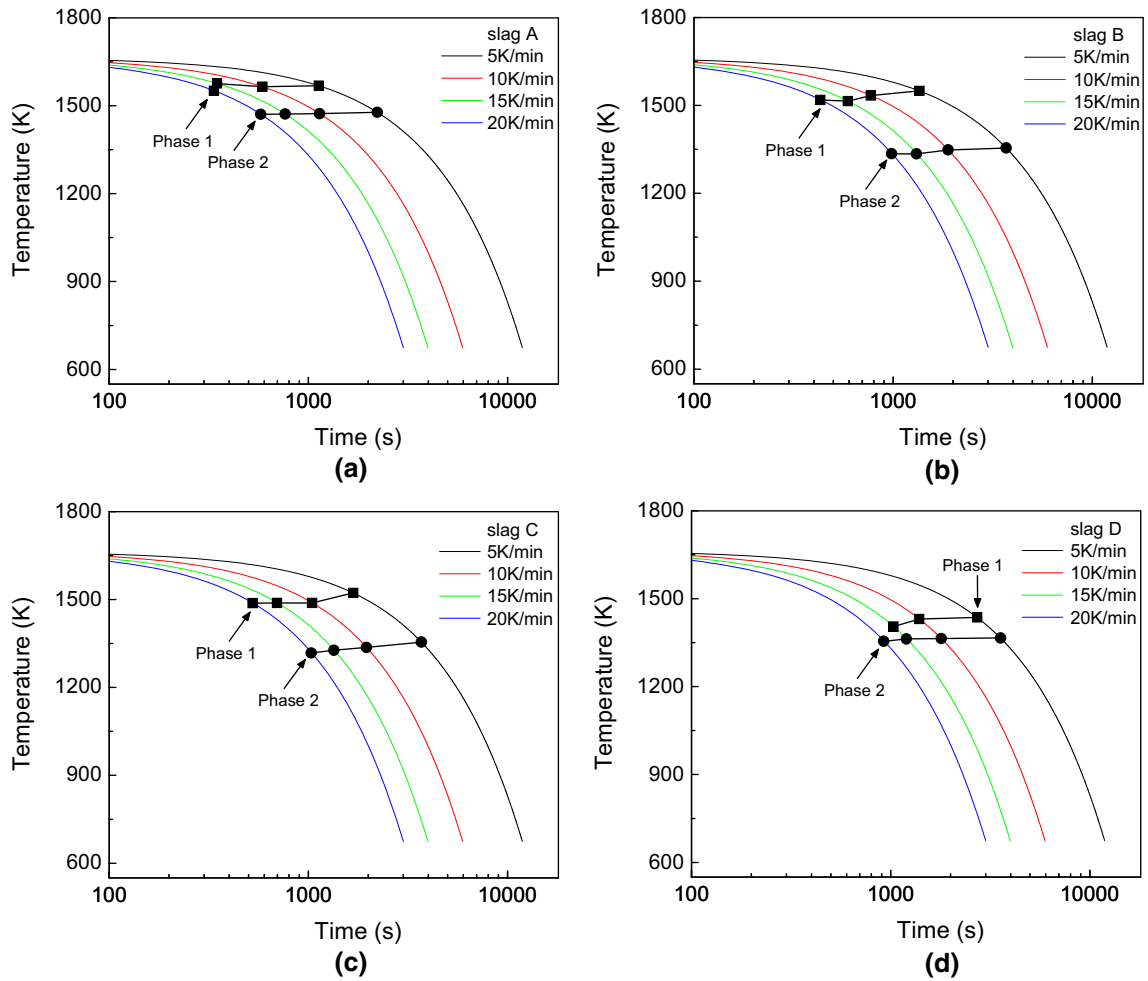 1800
1500
1200
900
600
Temperature (K)
slag A
5K/min
10K/min
15K/min
20K/min
Phase 1
Phase 2
100
1000
10000
Time (s)
(a)
1800
1500
1200
900
600
Temperature (K)
slag B
5K/min
10K/min
15K/min
20K/min
Phase 1
Phase 2
100
1000
10000
Time (s)
(b)
1800
1500
1200
900
600
Temperature (K)
slag C
5K/min
10K/min
15K/min
20K/min
Phase 1
Phase 2
100
1000
10000
Time (s)
(c)
1800
1500
1200
900
600
Temperature (K)
slag D
5K/min
10K/min
15K/min
20K/min
Phase 1
Phase 2
100
1000
10000
Time (s)
(d)